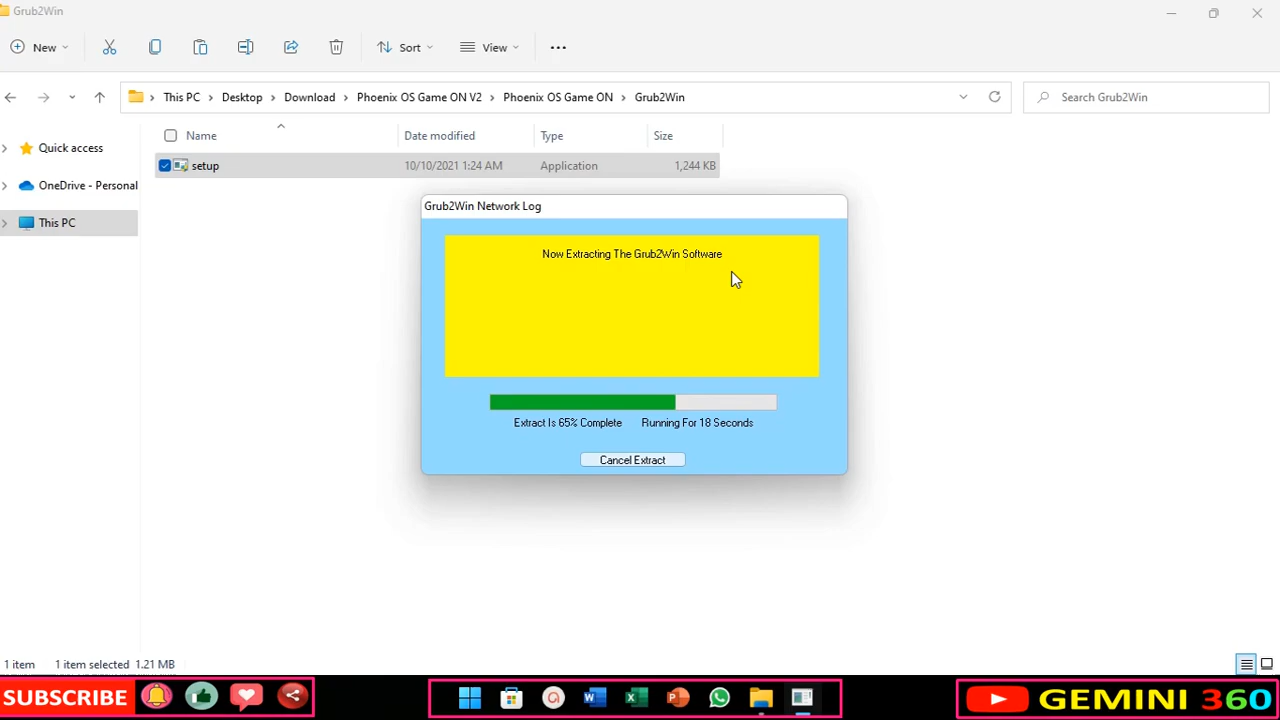 Grub2Win
New
Sort
View
This PC
Desktop
Download
Phoenix OS Game ON V2
Phoenix OS Game ON
Grub2Win
Search Grub2Win
Name
Date modified
Type
Size
Quick access
setup
10/10/2021 1:24 AM
Application
1,244 KB
OneDrive - Personal
This PC
Grub2Win Network Log
Now Extracting The Grub2Win Software
Extract Is 65% Complete
Running For 18 Seconds
Cancel Extract
1 item
1 item selected
1.21 MB
SUBSCRIBE
GEMINI 360